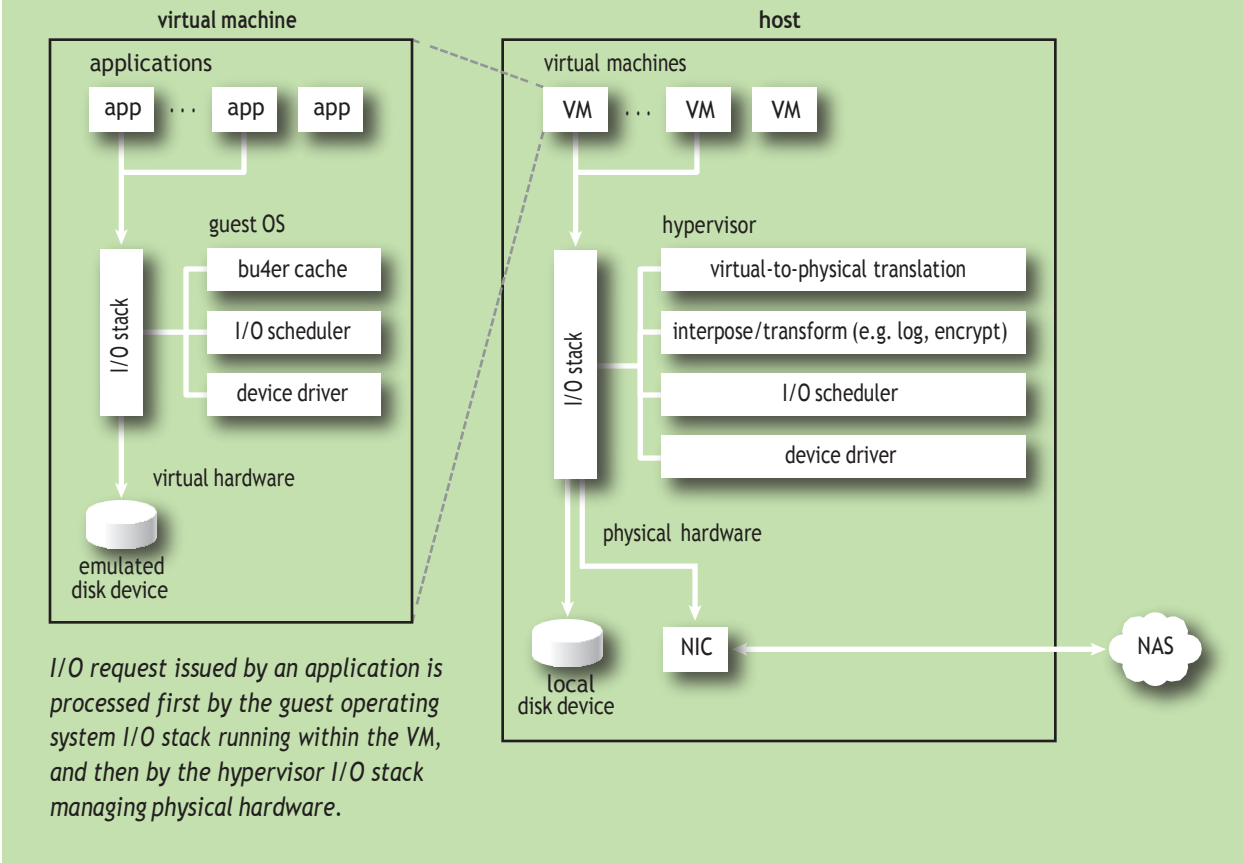 virtual machine
applications
app ... app app
guest OS
bu4er cache
I/O stack
I/O scheduler
device driver
virtual hardware
emulated
disk device
I/O request issued by an application is
processed first by the guest operating
system I/O stack running within the VM,
and then by the hypervisor I/O stack
managing physical hardware.
host
virtual machines
VM ... VM VM
hypervisor
virtual-to-physical translation
interpose/transform (e.g. log, encrypt)
I/O stack
I/O scheduler
device driver
physical hardware
local
disk device
NIC
NAS